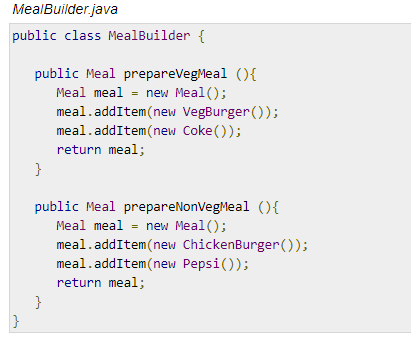 MealBuilder.java
public class MealBuilder {
public Meal prepareVegMeal (){
Meal meal = new Meal();
meal.addItem(new VegBurger());
meal.addItem(new Coke());
return meal;
}
public Meal prepareNonVegMeal (){
Meal meal = new Meal();
meal.addItem(new ChickenBurger());
meal.addItem(new Pepsi());
return meal;
}
}